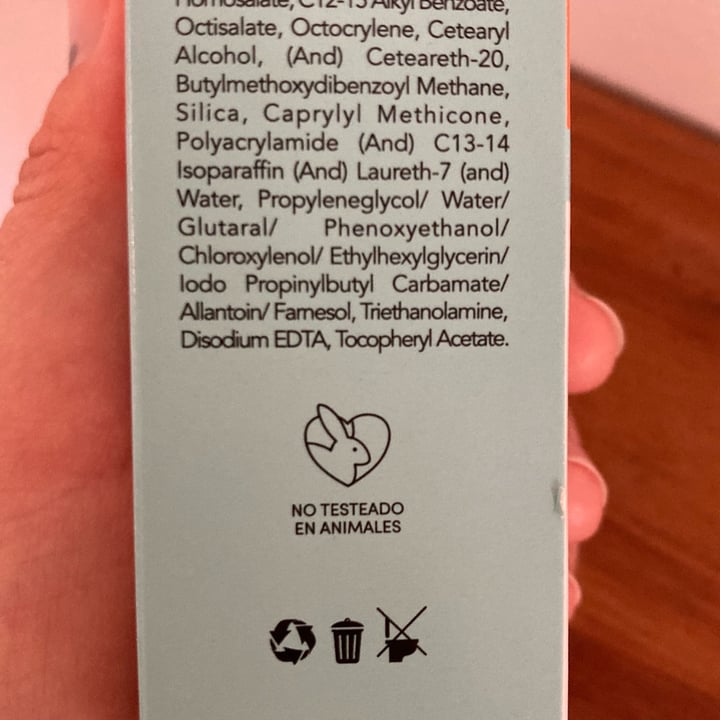 Homosalate, C12-15 Alkyl Benzoate,
Octisalate, Octocrylene, Cetearyl
Alcohol, (And) Ceteareth-20,
Butylmethoxydibenzoyl Methane,
Silica, Caprylyl Methicone,
Polyacrylamide (And) C13-14
Isoparaffin (And) Laureth-7 (and)
Water, Propyleneglycol/ Water/
Glutaral/ Phenoxyethanol/
Chloroxylenol/ Ethylhexylglycerin/
Iodo Propinylbutyl Carbamate/
Allantoin/ Farnesol, Triethanolamine,
Disodium EDTA, Tocopheryl Acetate.
NO TESTEADO
EN ANIMALES